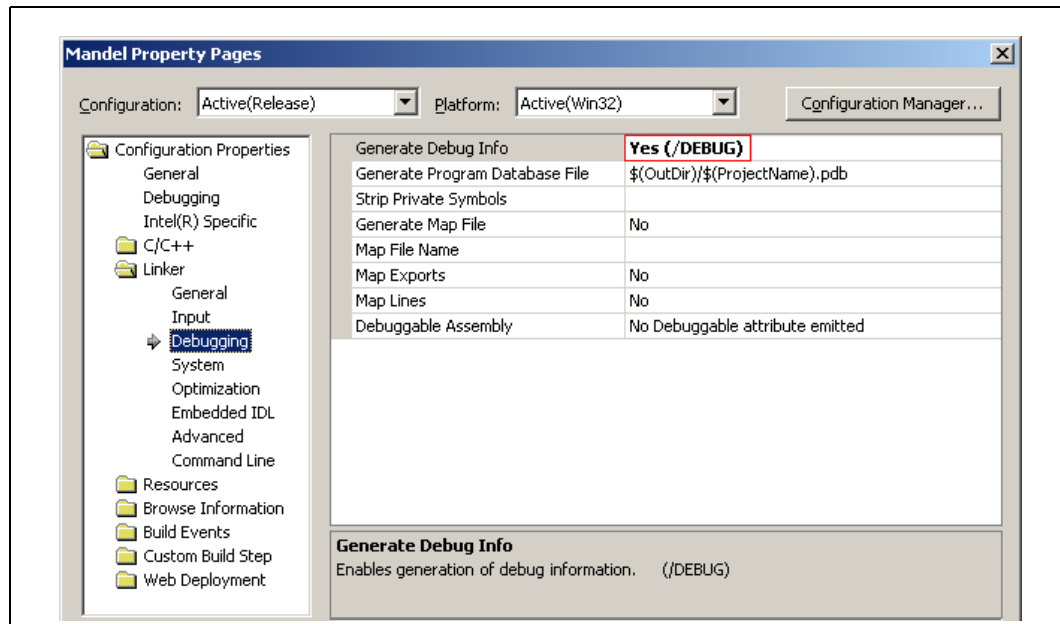 Mandel Property Pages
Configuration: Active(Release) Platform: Active(Win32) Configuration Manager...
Configuration Properties
General
Debugging
Intel(R) Specific
C/C++
Linker
General
Input
Debugging
System
Optimization
Embedded IDL
Advanced
Command Line
Resources
Browse Information
Build Events
Custom Build Step
Web Deployment
Generate Debug Info Yes (/DEBUG)
Generate Program Database File $(OutDir)/$(ProjectName).pdb
Strip Private Symbols
Generate Map File No
Map File Name
Map Exports No
Map Lines No
Debuggable Assembly No Debuggable attribute emitted
Generate Debug Info
Enables generation of debug information. (/DEBUG)